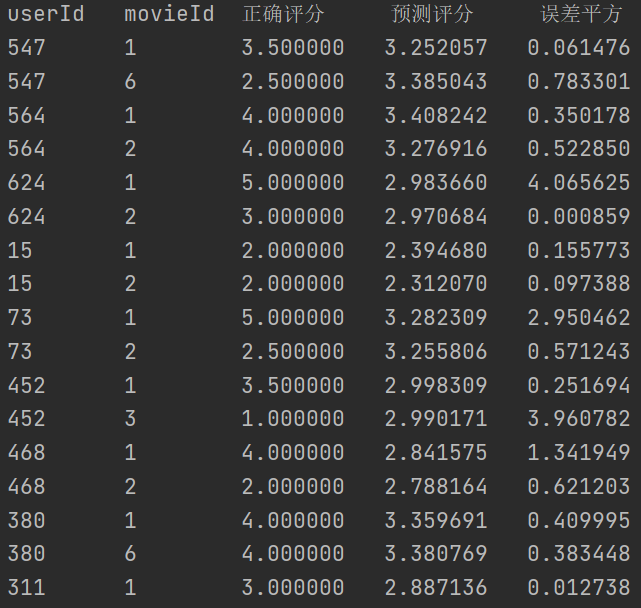 userId movieId 正确评分 预测评分 误差平方
547 1 3.500000 3.252057 0.061476
547 6 2.500000 3.385043 0.783301
564 1 4.000000 3.408242 0.350178
564 2 4.000000 3.276916 0.522850
624 1 5.000000 2.983660 4.065625
624 2 3.000000 2.970684 0.000859
15 1 2.000000 2.394680 0.155773
15 2 2.000000 2.312070 0.097388
73 1 5.000000 3.282309 2.950462
73 2 2.500000 3.255806 0.571243
452 1 3.500000 2.998309 0.251694
452 3 1.000000 2.990171 3.960782
468 1 4.000000 2.841575 1.341949
468 2 2.000000 2.788164 0.621203
380 1 4.000000 3.359691 0.409995
380 6 4.000000 3.380769 0.383448
311 1 3.000000 2.887136 0.012738